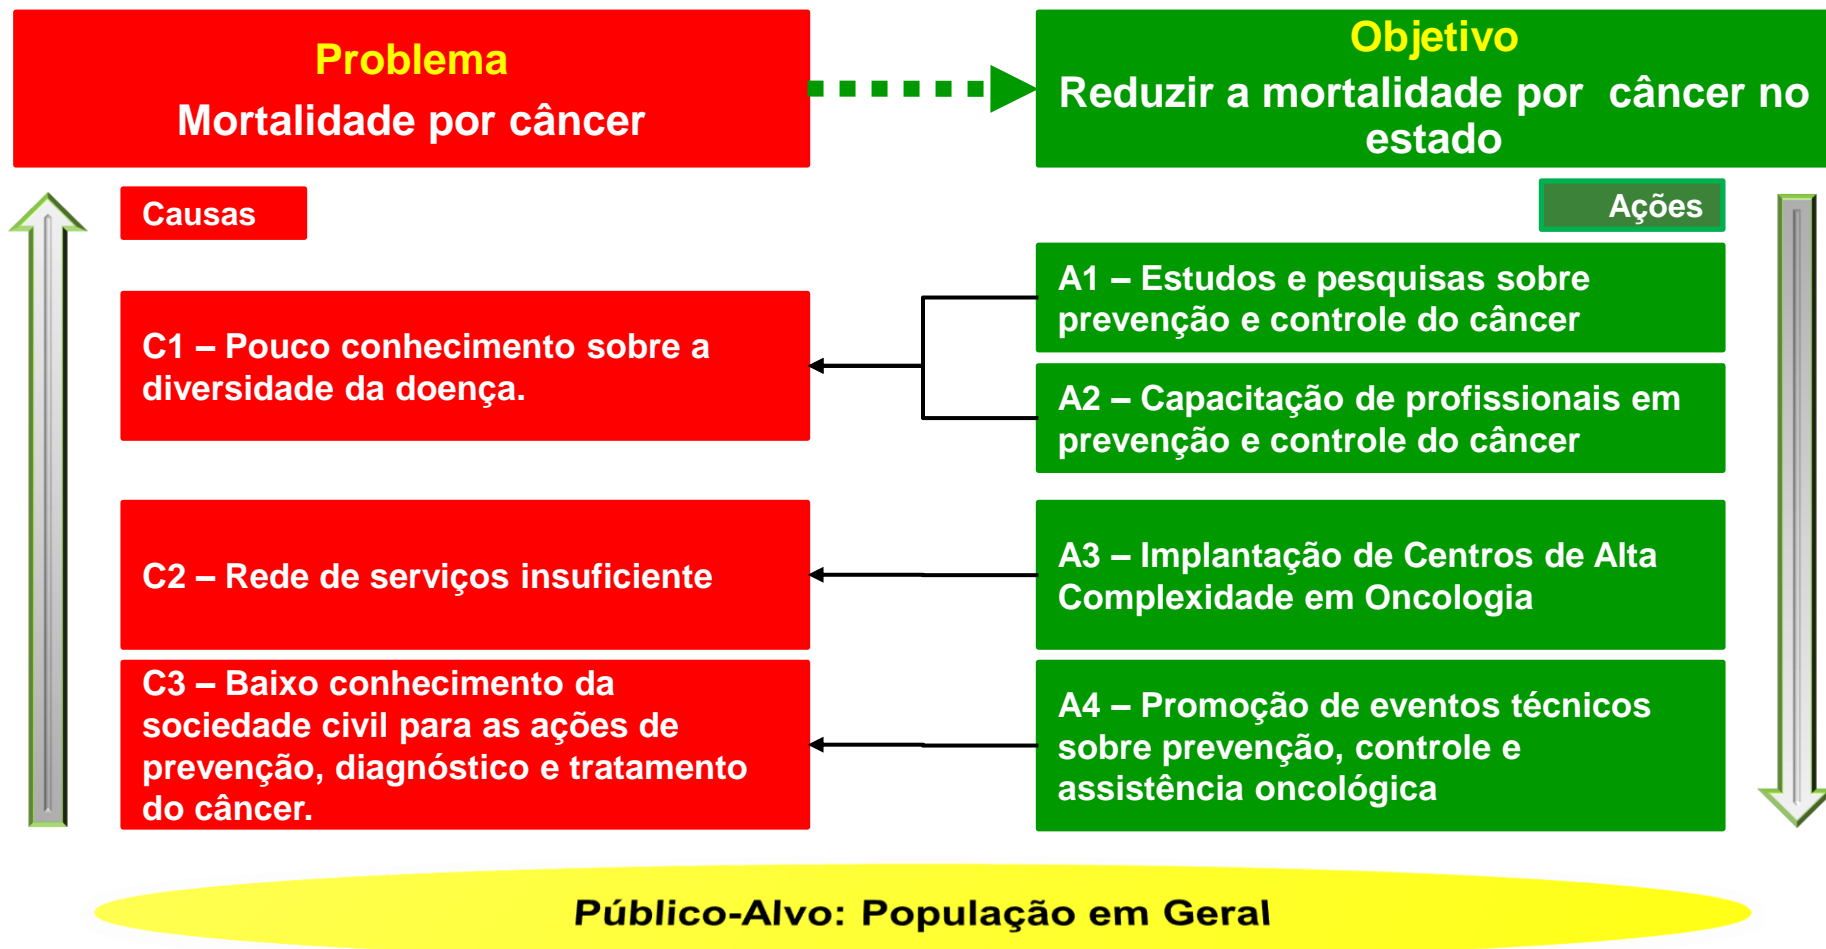 Problema
Mortalidade por câncer
Objetivo
Reduzir a mortalidade por câncer no
estado
Causas
Ações
C1 – Pouco conhecimento sobre a
diversidade da doença.
A1 – Estudos e pesquisas sobre
prevenção e controle do câncer
A2 – Capacitação de profissionais em
prevenção e controle do câncer
C2 – Rede de serviços insuficiente
A3 – Implantação de Centros de Alta
Complexidade em Oncologia
C3 – Baixo conhecimento da
sociedade civil para as ações de
prevenção, diagnóstico e tratamento
do câncer.
A4 – Promoção de eventos técnicos
sobre prevenção, controle e
assistência oncológica
Público-Alvo: População em Geral